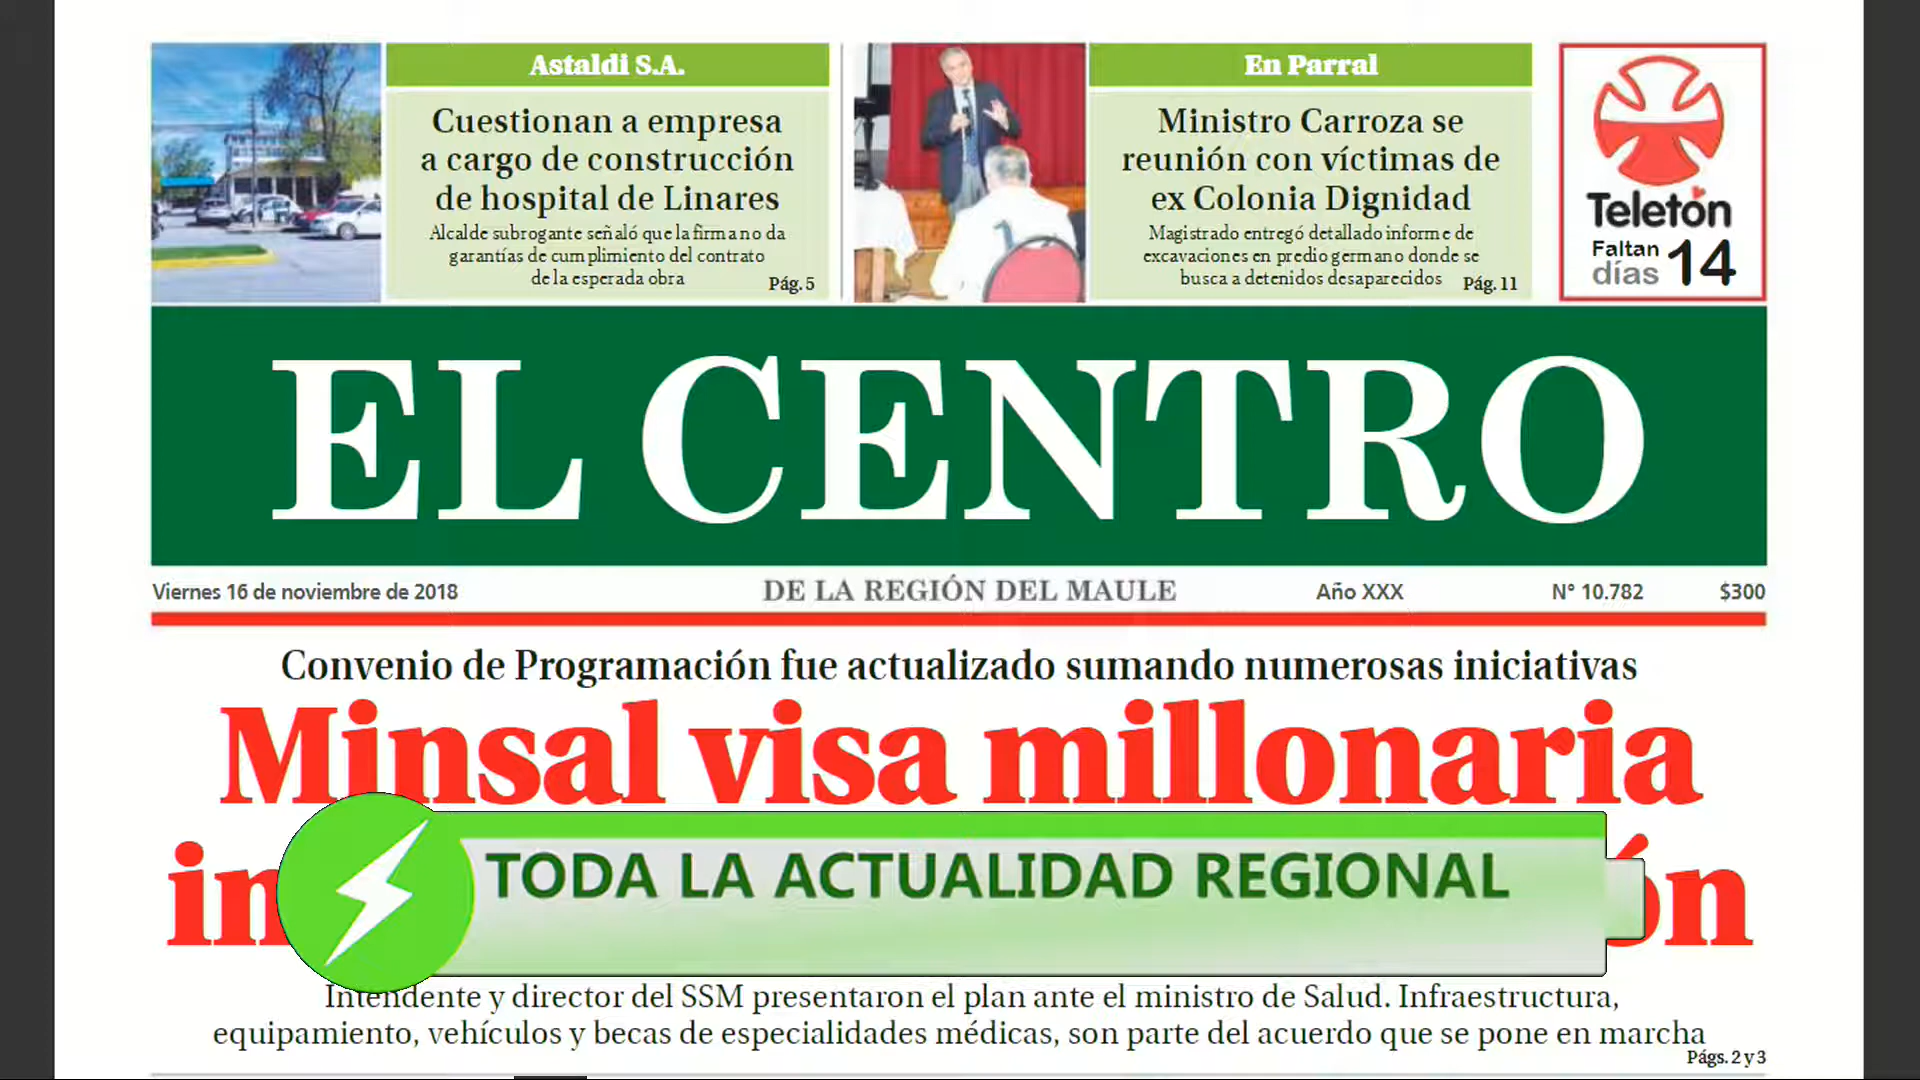 Astaldi S.A.
Cuestionan a empresa
a cargo de construcción
de hospital de Linares
Alcalde subrogante señaló que la firma no da
garantías de cumplimiento del contrato
de la esperada obra
Pág. 5
En Parral
Ministro Carroza se
reunión con víctimas de
ex Colonia Dignidad
Magistrado entregó detallado informe de
excavaciones en predio germano donde se
busca a detenidos desaparecidos
Pág. 11
Teletón
Faltan
días 14
EL CENTRO
Viernes 16 de noviembre de 2018
DE LA REGIÓN DEL MAULE
Año XXX
N° 10.782
$300
Convenio de Programación fue actualizado sumando numerosas iniciativas
Minsal visa millonaria
TODA LA ACTUALIDAD REGIONAL
Intendente y director del SSM presentaron el plan ante el ministro de Salud. Infraestructura,
equipamiento, vehículos y becas de especialidades médicas, son parte del acuerdo que se pone en marcha
Págs. 2 y 3